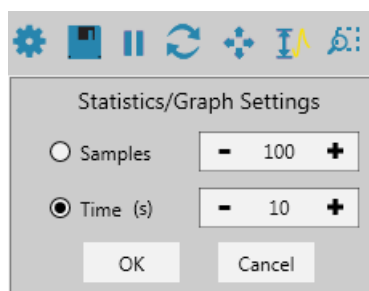 Statistics/Graph Settings
Samples - 100 +
Time (s) - 10 +
OK Cancel